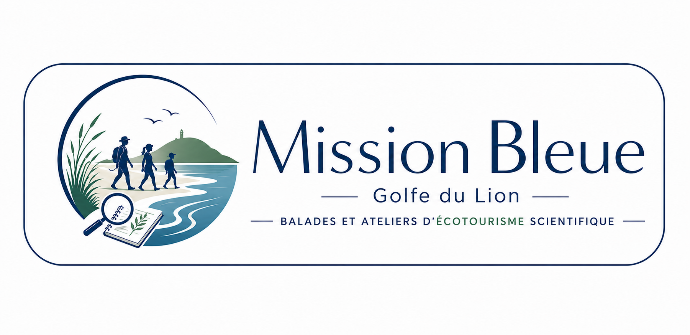 Mission Bleue
Golfe du Lion
BALADES ET ATELIERS D'ÉCOTOURISME SCIENTIFIQUE